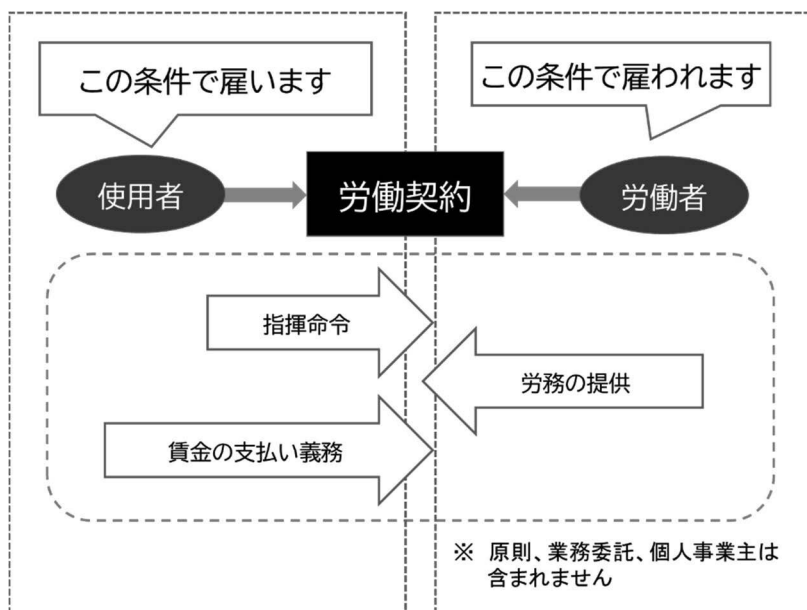 この条件で雇います
この条件で雇われます
使用者
労働契約
労働者
指揮命令
労務の提供
賃金の支払い義務
※ 原則、業務委託、個人事業主は
含まれません